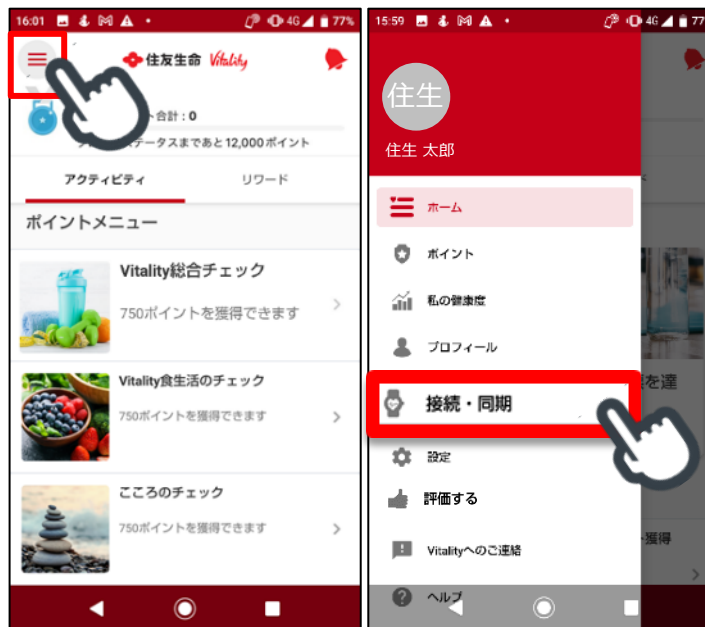 16:01
4G 77%
住友生命 Vitality
ト合計：0
ステータスまであと12,000ポイント
アクティビティ
リワード
ポイントメニュー
Vitality総合チェック
750ポイントを獲得できます
Vitality食生活のチェック
750ポイントを獲得できます
こころのチェック
750ポイントを獲得できます
15:59
4G 77
住生
住生 太郎
ホーム
ポイント
私の健康度
プロフィール
を達
接続・同期
設定
評価する
獲得
Vitalityへのご連絡
ヘルプ